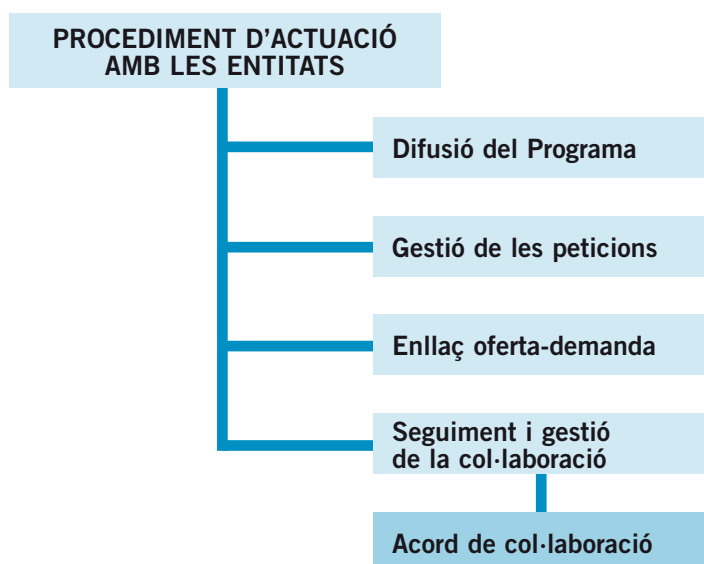 PROCEDIMENT D’ACTUACIÓ
AMB LES ENTITATS
Difusió del Programa
Gestió de les peticions
Enllaç oferta-demanda
Seguiment i gestió
de la col·laboració
Acord de col·laboració